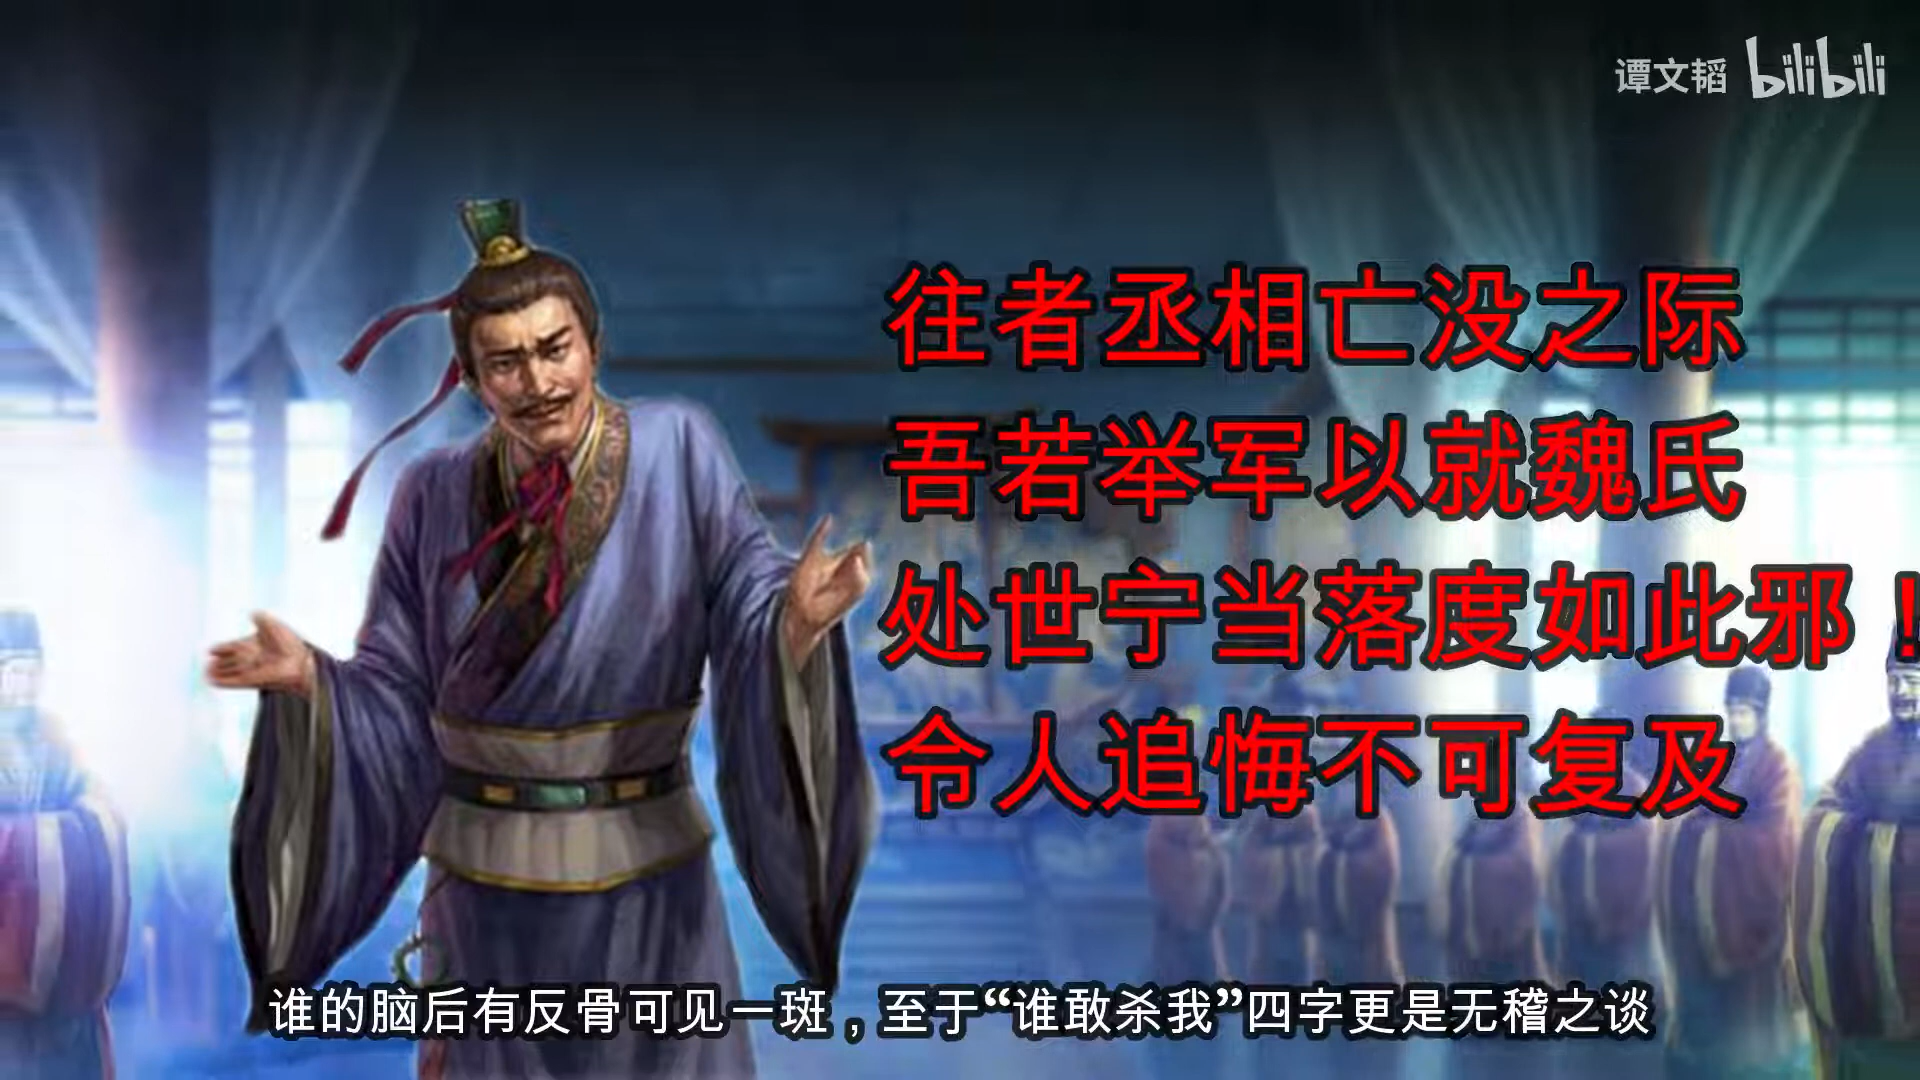 谭文韬 bilibili
往者丞相亡没之际
吾若举军以就魏氏
处世宁当落度如此邪！
令人追悔不可复及
谁的脑后有反骨可见一斑，至于“谁敢杀我”四字更是无稽之谈